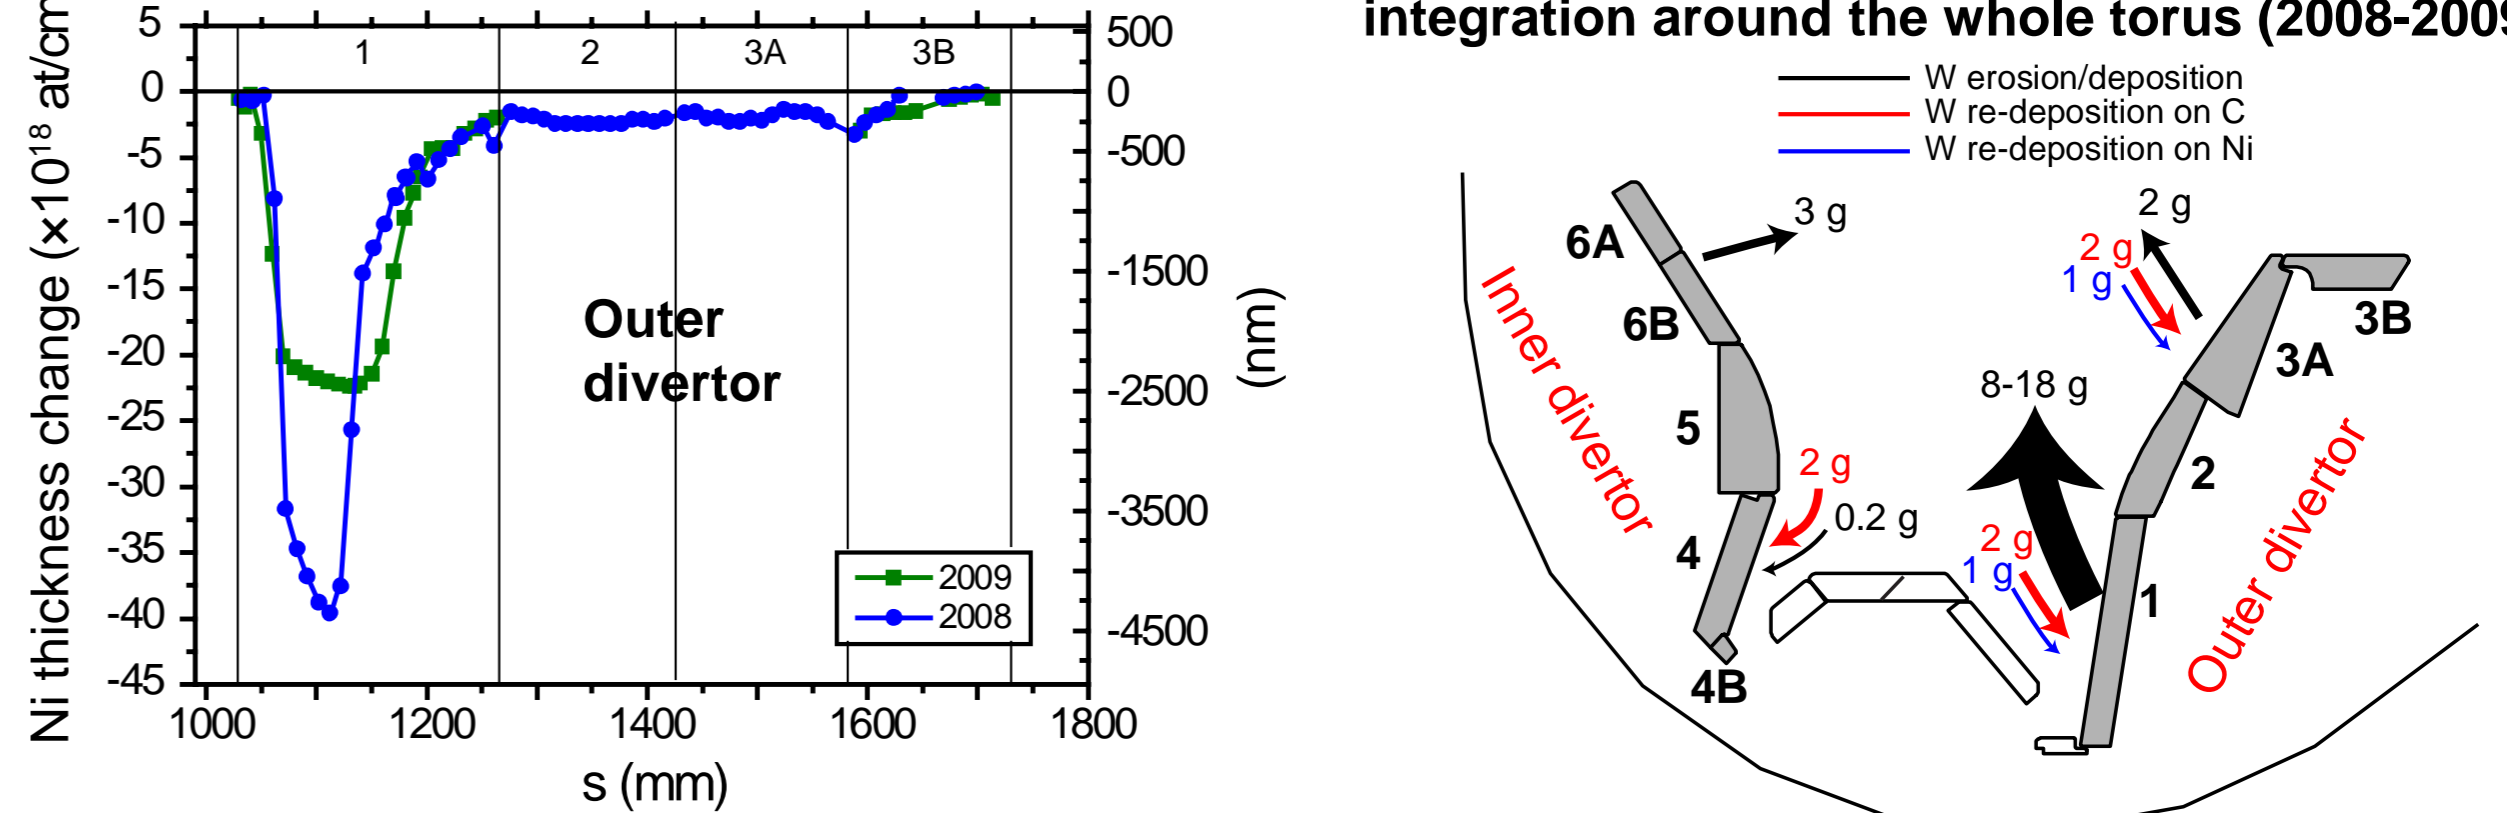 Ni thickness change (×10¹⁸ at/cm
5
0
-5
-10
-15
-20
-25
-30
-35
-40
-45
1 2 3A 3B
Outer
divertor
2009
2008
1000 1200 1400 1600 1800
s (mm)
500
0
-500
-1500
-2500
-3500
-4500
(nm)
integration around the whole torus (2008-2009
W erosion/deposition
W re-deposition on C
W re-deposition on Ni
6A
3 g
6B
Inner divertor
5
2 g
0.2 g
4
4B
2 g
2 g
1 g
3B
3A
8-18 g
2
2 g
1 g
1
Outer divertor